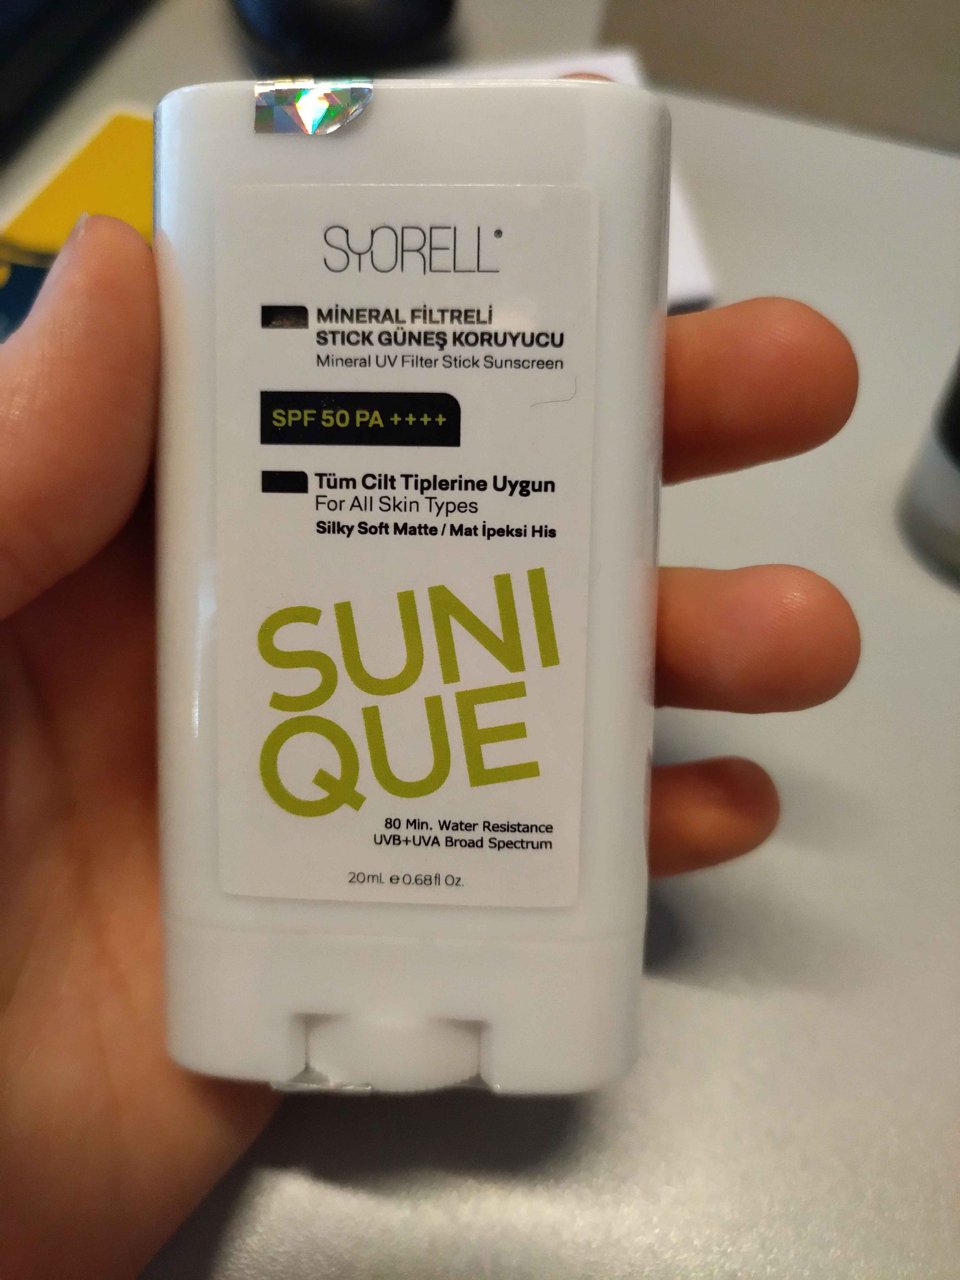 SYORELL®
MİNERAL FİLTRELİ
STICK GÜNEŞ KORUYUCU
Mineral UV Filter Stick Sunscreen
SPF 50 PA ++++
Tüm Cilt Tiplerine Uygun
For All Skin Types
Silky Soft Matte / Mat İpeksi His
SUNI
QUE
80 Min. Water Resistance
UVB+UVA Broad Spectrum
20mL ℮ 0.68fl Oz.